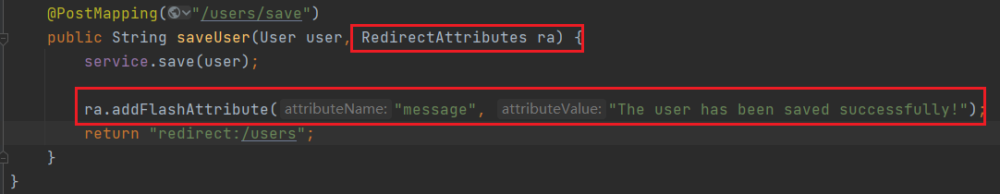 @PostMapping("/users/save")
public String saveUser(User user, RedirectAttributes ra) {
service.save(user);
ra.addFlashAttribute( attributeName: "message", attributeValue: "The user has been saved successfully!");
return "redirect:/users";
}
}